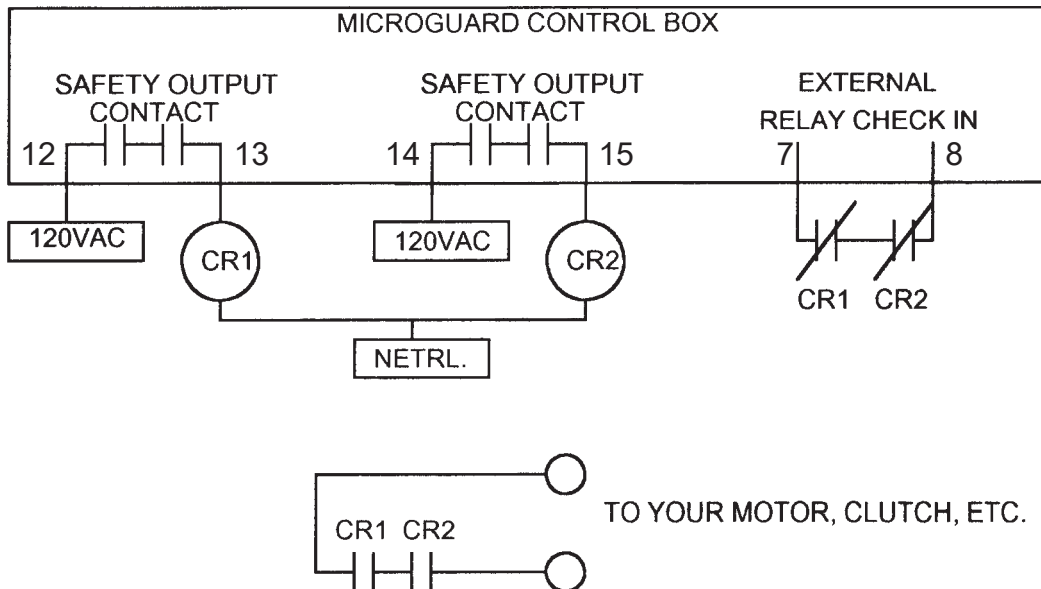 MICROGUARD CONTROL BOX
SAFETY OUTPUT
CONTACT
SAFETY OUTPUT
CONTACT
EXTERNAL
RELAY CHECK IN
12
13
14
15
7
8
120VAC
CR1
120VAC
CR2
CR1
CR2
NETRL.
TO YOUR MOTOR, CLUTCH, ETC.
CR1
CR2